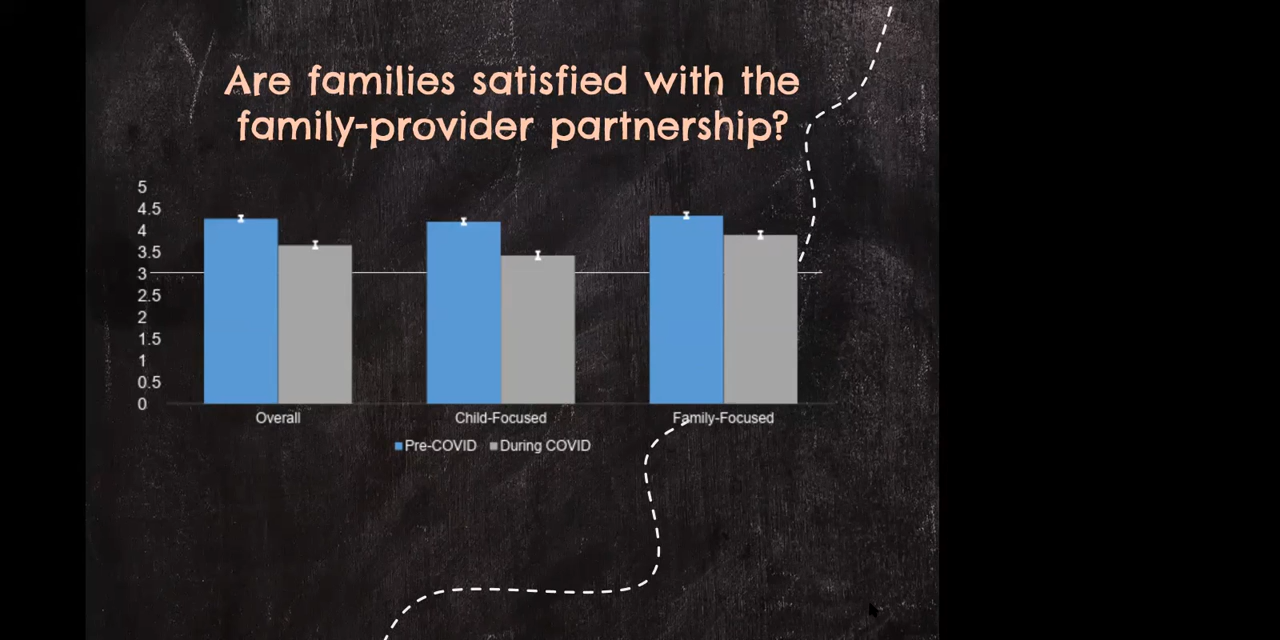 Are families satisfied with the
family-provider partnership?
5
4.5
4
3.5
3
2.5
2
1.5
1
0.5
0
Overall
Child-Focused
Family-Focused
Pre-COVID
During COVID